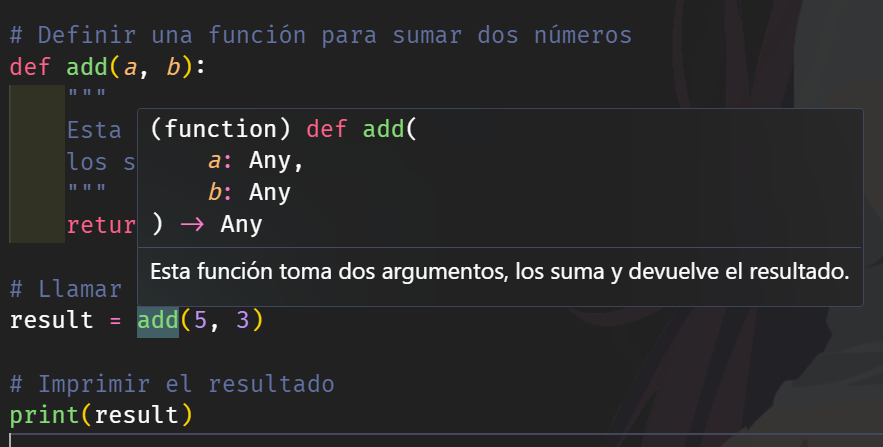 # Definir una función para sumar dos números
def add(a, b):
"""
Esta
los s
"""
retur
(function) def add(
a: Any,
b: Any
) → Any
Esta función toma dos argumentos, los suma y devuelve el resultado.
# Llamar
result = add(5, 3)
# Imprimir el resultado
print(result)